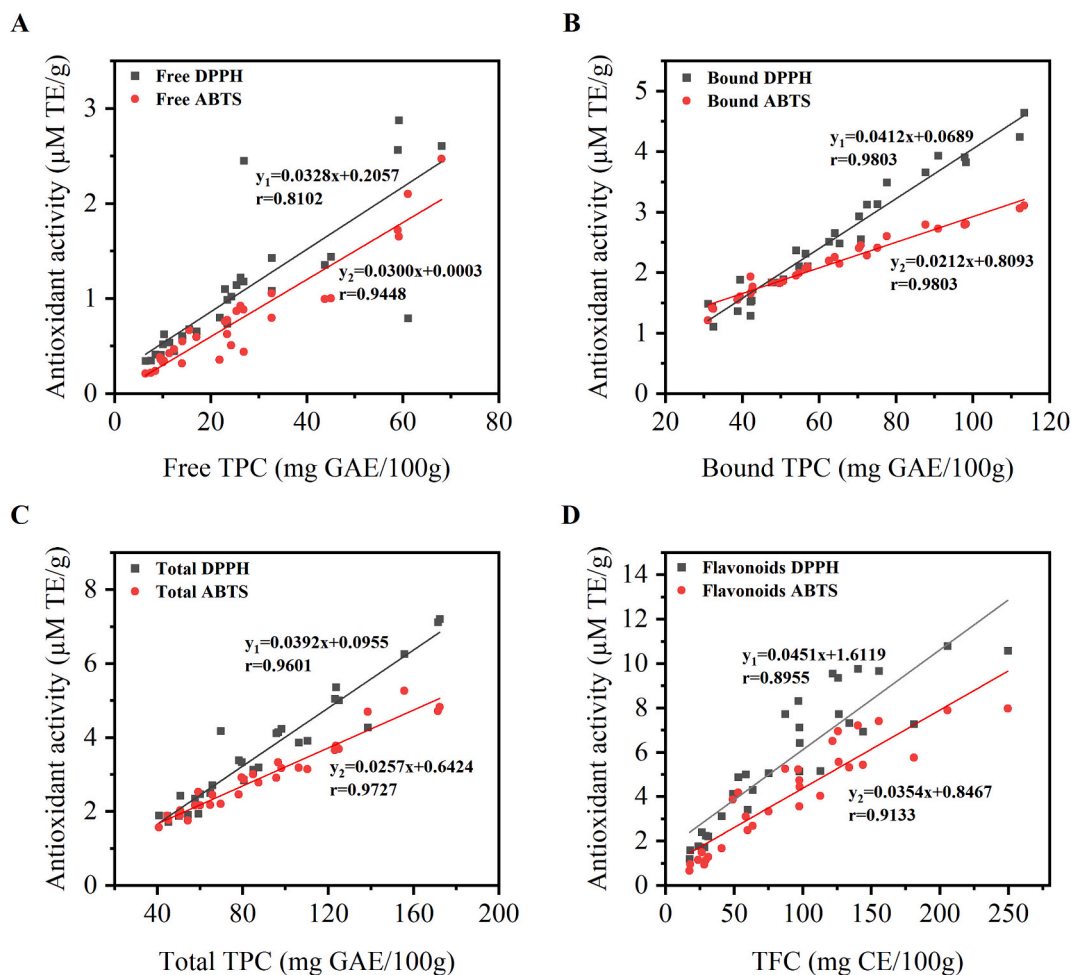 A
Free DPPH
Free ABTS
y1=0.0328x+0.2057
r=0.8102
y2=0.0300x+0.0003
r=0.9448
Antioxidant activity (μM TE/g)
0
1
2
3
0 20 40 60 80
Free TPC (mg GAE/100g)
B
Bound DPPH
Bound ABTS
y1=0.0412x+0.0689
r=0.9803
y2=0.0212x+0.8093
r=0.9803
Antioxidant activity (μM TE/g)
0
1
2
3
4
5
20 40 60 80 100 120
Bound TPC (mg GAE/100g)
C
Total DPPH
Total ABTS
y1=0.0392x+0.0955
r=0.9601
y2=0.0257x+0.6424
r=0.9727
Antioxidant activity (μM TE/g)
0
2
4
6
8
40 80 120 160 200
Total TPC (mg GAE/100g)
D
Flavonoids DPPH
Flavonoids ABTS
y1=0.0451x+1.6119
r=0.8955
y2=0.0354x+0.8467
r=0.9133
Antioxidant activity (μM TE/g)
0
2
4
6
8
10
12
14
0 50 100 150 200 250
TFC (mg CE/100g)